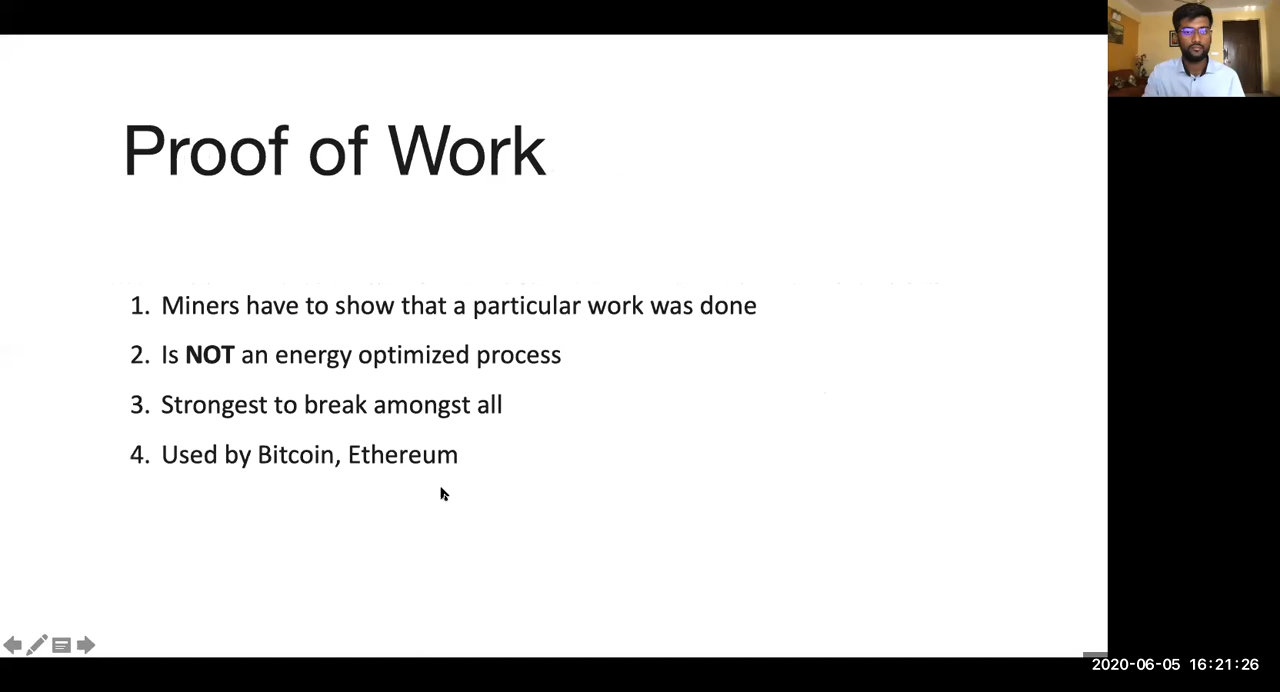 Proof of Work
1. Miners have to show that a particular work was done
2. Is NOT an energy optimized process
3. Strongest to break amongst all
4. Used by Bitcoin, Ethereum
2020-06-05 16:21:26